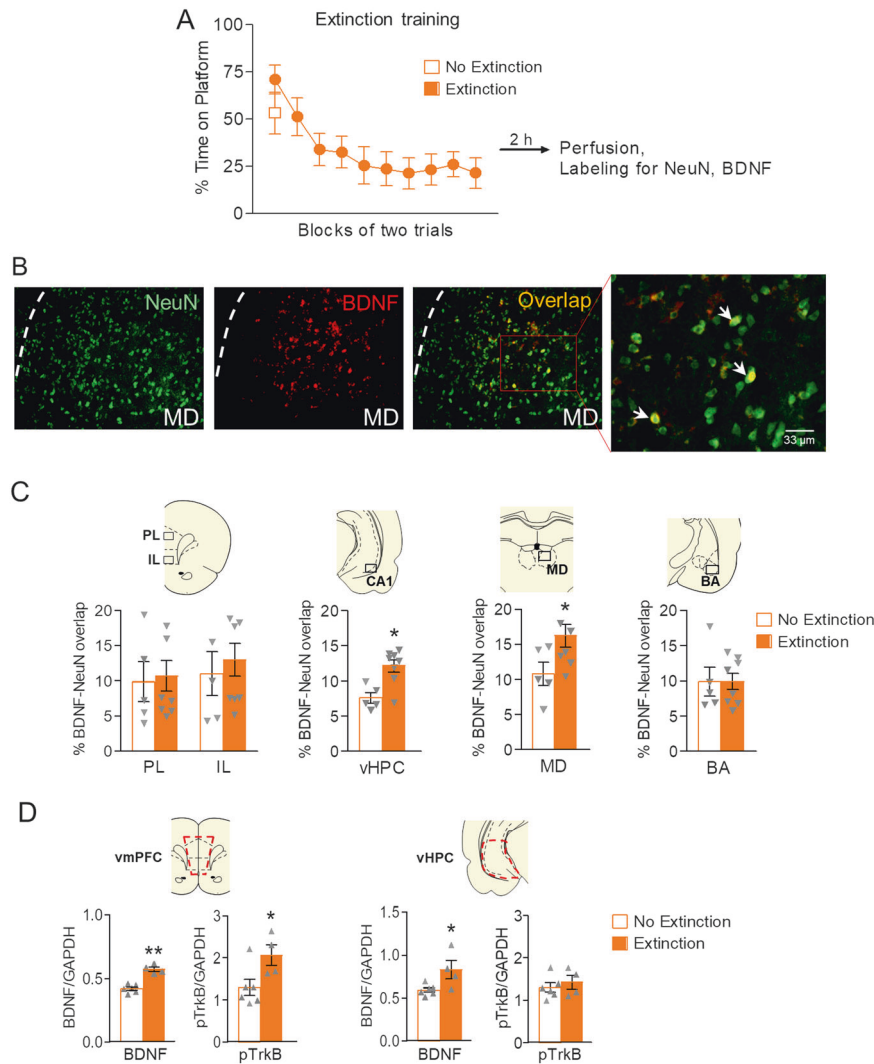 A
Extinction training
100
75
50
25
0
% Time on Platform
No Extinction
Extinction
2 h
Perfusion,
Labeling for NeuN, BDNF
Blocks of two trials
B
NeuN
MD
BDNF
MD
Overlap
MD
33 µm
C
PL
IL
CA1
MD
BA
20
15
10
5
0
% BDNF-NeuN overlap
PL
IL
20
15
10
5
0
% BDNF-NeuN overlap
*
vHPC
20
15
10
5
0
% BDNF-NeuN overlap
*
MD
20
15
10
5
0
% BDNF-NeuN overlap
BA
No Extinction
Extinction
D
vmPFC
vHPC
1.0
0.5
0.0
BDNF/GAPDH
**
BDNF
3
2
1
0
pTrkB/GAPDH
*
pTrkB
1.5
1.0
0.5
0.0
BDNF/GAPDH
*
BDNF
3
2
1
0
pTrkB/GAPDH
pTrkB
No Extinction
Extinction